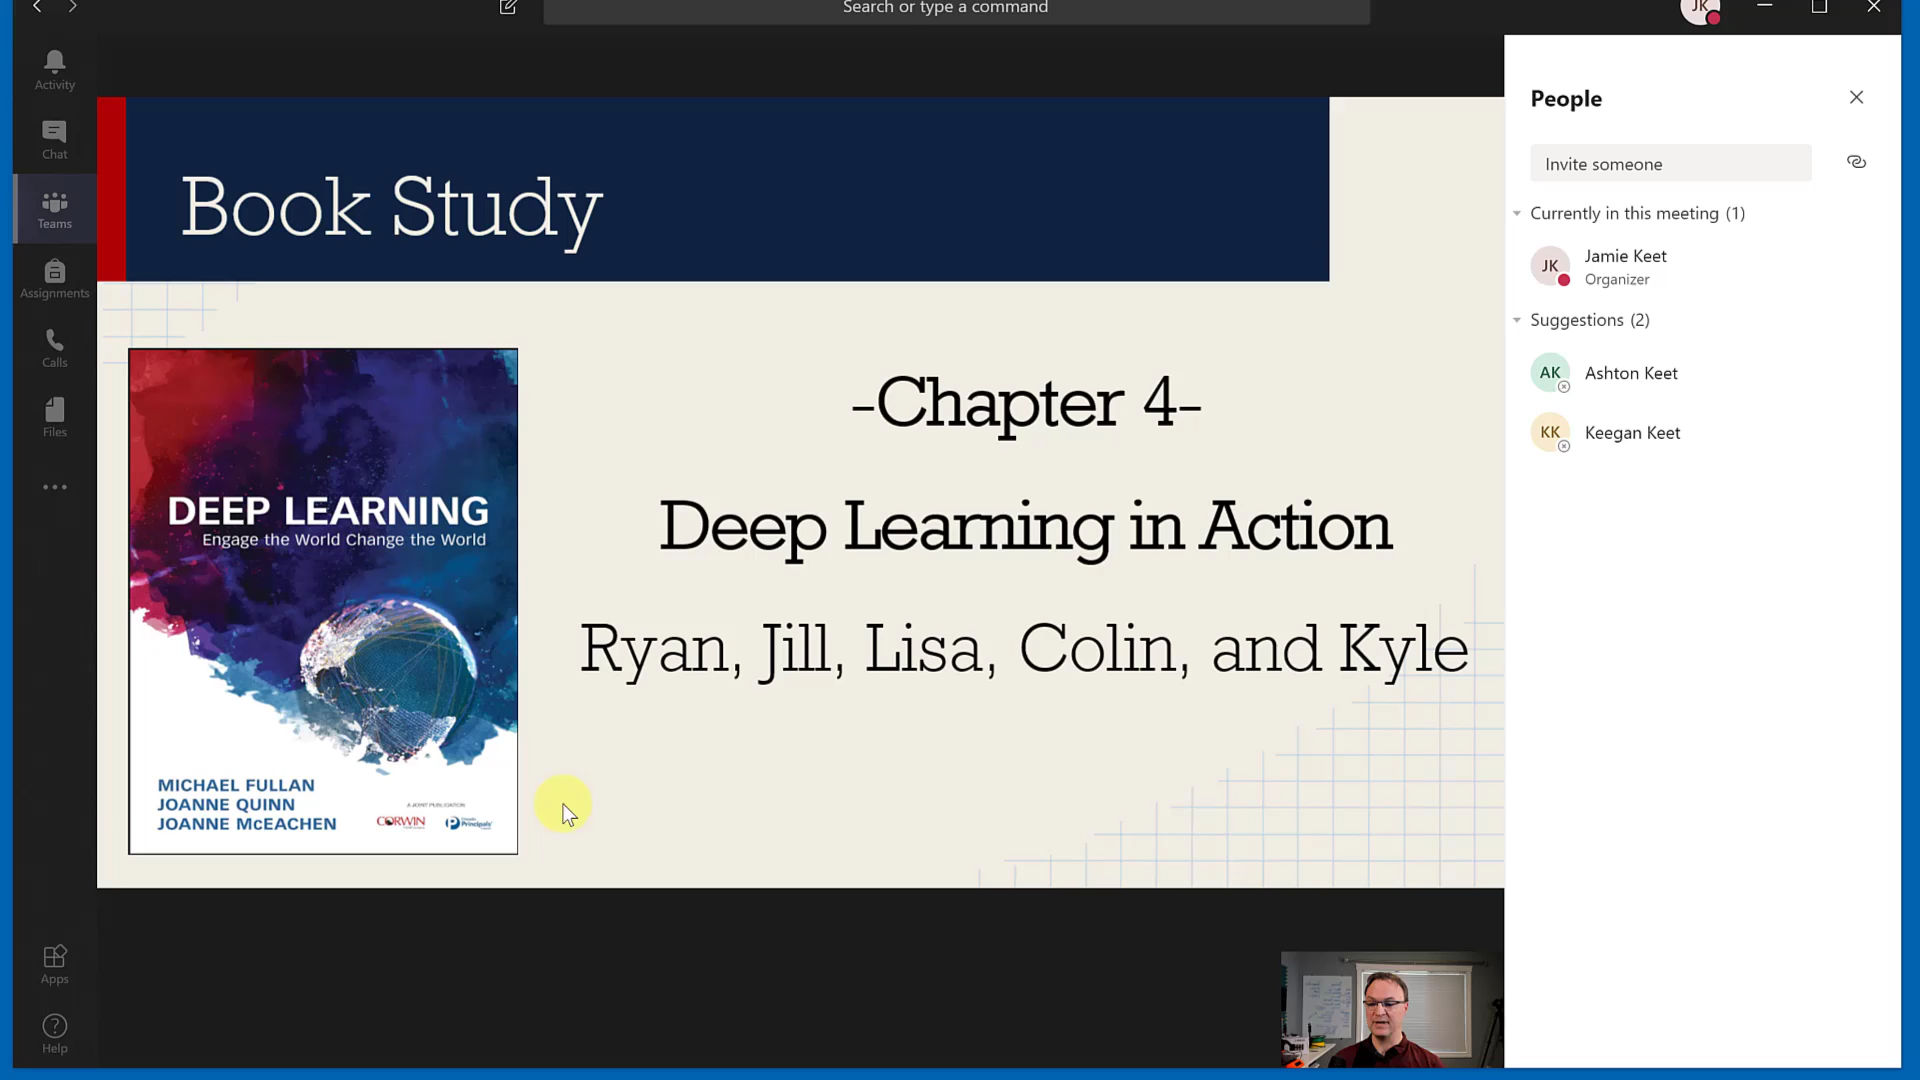 Search or type a command
JK
Activity
Chat
Teams
Assignments
Calls
Files
Apps
Help
Book Study
DEEP LEARNING
Engage the World Change the World
MICHAEL FULLAN
JOANNE QUINN
JOANNE McEACHEN
A JOINT PUBLICATION
CORWIN
Principals'
-Chapter 4-
Deep Learning in Action
Ryan, Jill, Lisa, Colin, and Kyle
People
Invite someone
Currently in this meeting (1)
JK
Jamie Keet
Organizer
Suggestions (2)
AK
Ashton Keet
KK
Keegan Keet